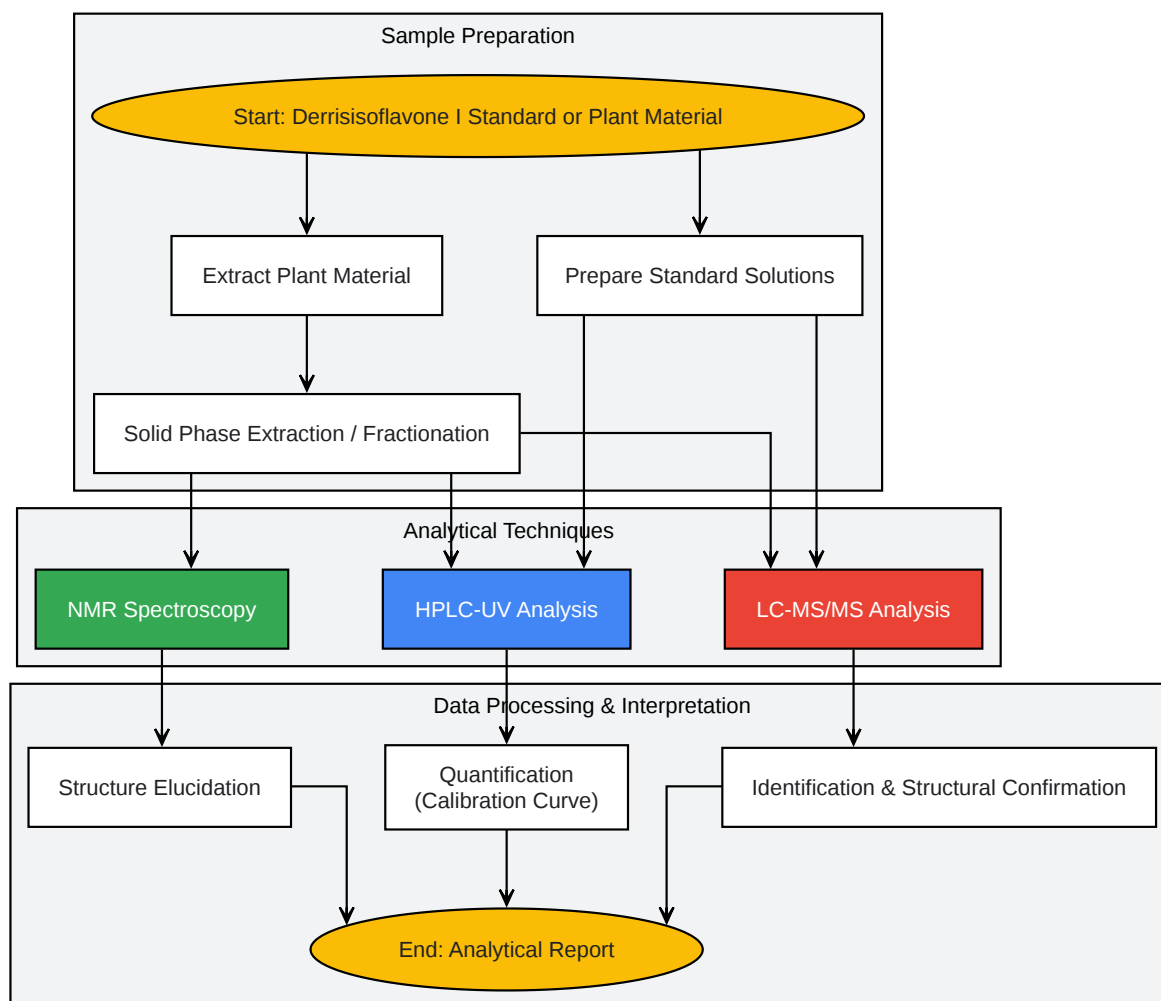 Sample Preparation
Start: Derrisisoflavone I Standard or Plant Material
Extract Plant Material
Prepare Standard Solutions
Solid Phase Extraction / Fractionation
Analytical Techniques
NMR Spectroscopy
HPLC-UV Analysis
LC-MS/MS Analysis
Data Processing & Interpretation
Structure Elucidation
Quantification
(Calibration Curve)
Identification & Structural Confirmation
End: Analytical Report